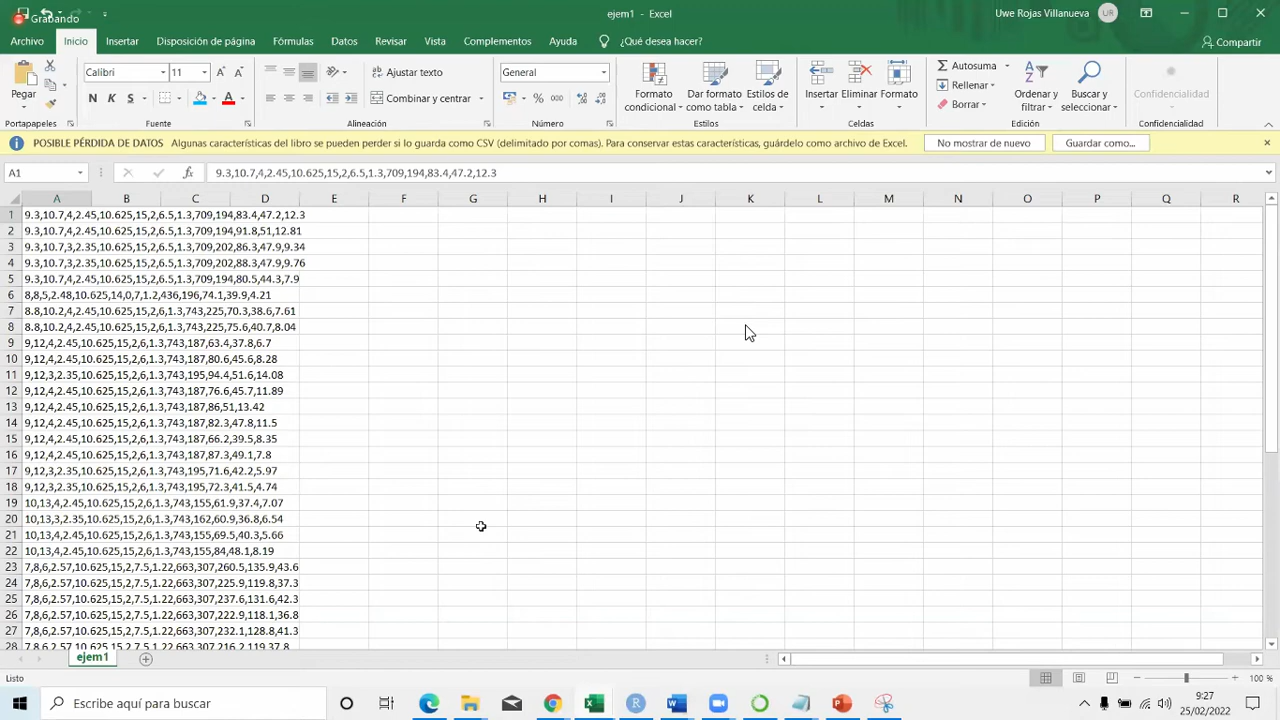 Grabando
ejem1 - Excel
Uwe Rojas Villanueva
UR
Archivo
Inicio
Insertar
Disposición de página
Fórmulas
Datos
Revisar
Vista
Complementos
Ayuda
¿Qué desea hacer?
Compartir
Pegar
Calibri
11
N K S
Ajustar texto
Combinar y centrar
General
% 000
Formato condicional
Dar formato como tabla
Estilos de celda
Insertar
Eliminar
Formato
Autosuma
Rellenar
Borrar
Ordenar y filtrar
Buscar y seleccionar
Confidencialidad
Portapapeles
Fuente
Alineación
Número
Estilos
Celdas
Edición
Confidencialidad
POSIBLE PÉRDIDA DE DATOS Algunas características del libro se pueden perder si lo guarda como CSV (delimitado por comas). Para conservar estas características, guárdelo como archivo de Excel.
No mostrar de nuevo
Guardar como...
A1
fx
9.3,10.7,4,2.45,10.625,15,2,6.5,1.3,709,194,83.4,47.2,12.3
A B C D E F G H I J K L M N O P Q R
1 9.3,10.7,4,2.45,10.625,15,2,6.5,1.3,709,194,83.4,47.2,12.3
2 9.3,10.7,4,2.45,10.625,15,2,6.5,1.3,709,194,91.8,51,12.81
3 9.3,10.7,3,2.35,10.625,15,2,6.5,1.3,709,202,86.3,47.9,9.34
4 9.3,10.7,3,2.35,10.625,15,2,6.5,1.3,709,202,88.3,47.9,9.76
5 9.3,10.7,4,2.45,10.625,15,2,6.5,1.3,709,194,80.5,44.3,7.9
6 8,8,5,2.48,10.625,14,0,7,1.2,436,196,74.1,39.9,4.21
7 8.8,10.2,4,2.45,10.625,15,2,6,1.3,743,225,70.3,38.6,7.61
8 8.8,10.2,4,2.45,10.625,15,2,6,1.3,743,225,75.6,40.7,8.04
9 9,12,4,2.45,10.625,15,2,6,1.3,743,187,63.4,37.8,6.7
10 9,12,4,2.45,10.625,15,2,6,1.3,743,187,80.6,45.6,8.28
11 9,12,3,2.35,10.625,15,2,6,1.3,743,195,94.4,51.6,14.08
12 9,12,4,2.45,10.625,15,2,6,1.3,743,187,76.6,45.7,11.89
13 9,12,4,2.45,10.625,15,2,6,1.3,743,187,86,51,13.42
14 9,12,4,2.45,10.625,15,2,6,1.3,743,187,82.3,47.8,11.5
15 9,12,4,2.45,10.625,15,2,6,1.3,743,187,66.2,39.5,8.35
16 9,12,4,2.45,10.625,15,2,6,1.3,743,187,87.3,49.1,7.8
17 9,12,3,2.35,10.625,15,2,6,1.3,743,195,71.6,42.2,5.97
18 9,12,3,2.35,10.625,15,2,6,1.3,743,195,72.3,41.5,4.74
19 10,13,4,2.45,10.625,15,2,6,1.3,743,155,61.9,37.4,7.07
20 10,13,3,2.35,10.625,15,2,6,1.3,743,162,60.9,36.8,6.54
21 10,13,4,2.45,10.625,15,2,6,1.3,743,155,69.5,40.3,5.66
22 10,13,4,2.45,10.625,15,2,6,1.3,743,155,84,48.1,8.19
23 7,8,6,2.57,10.625,15,2,7.5,1.22,663,307,260.5,135.9,43.6
24 7,8,6,2.57,10.625,15,2,7.5,1.22,663,307,225.9,119.8,37.3
25 7,8,6,2.57,10.625,15,2,7.5,1.22,663,307,237.6,131.6,42.3
26 7,8,6,2.57,10.625,15,2,7.5,1.22,663,307,222.9,118.1,36.8
27 7,8,6,2.57,10.625,15,2,7.5,1.22,663,307,232.1,128.8,41.3
28 7,8,6,2.57,10.625,15,2,7.5,1.22,663,307,216.2,119,37.8
ejem1
Listo
100 %
Escribe aquí para buscar
9:27
25/02/2022